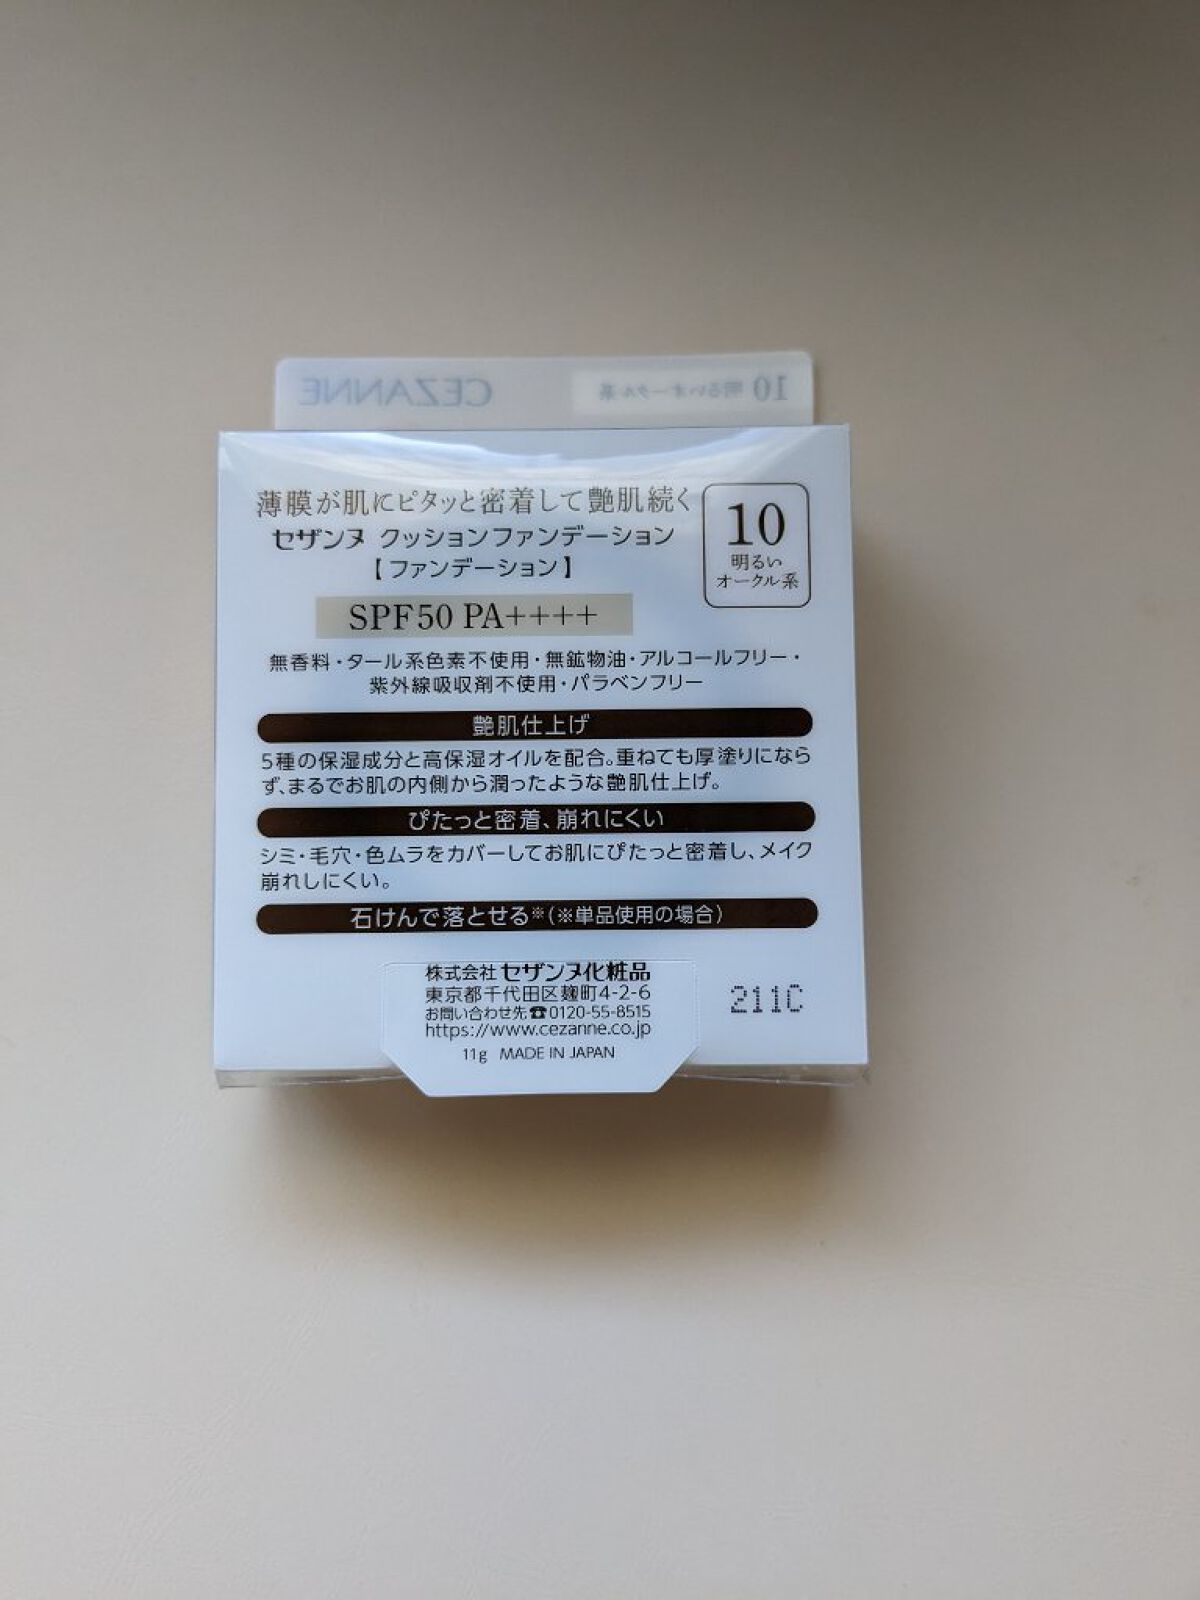 CEZANNE
10 明るいオークル系
薄膜が肌にピタッと密着して艶肌続く
セザンヌ クッションファンデーション
【ファンデーション】
10
明るい
オークル系
SPF50 PA++++
無香料・タール系色素不使用・無鉱物油・アルコールフリー・
紫外線吸収剤不使用・パラベンフリー
艶肌仕上げ
5種の保湿成分と高保湿オイルを配合。重ねても厚塗りになら
ず、まるでお肌の内側から潤ったような艶肌仕上げ。
ぴたっと密着、崩れにくい
シミ・毛穴・色ムラをカバーしてお肌にぴたっと密着し、メイク
崩れしにくい。
石けんで落とせる※(※単品使用の場合)
株式会社 セザンヌ化粧品
東京都千代田区麹町4-2-6
お問い合わせ先☎0120-55-8515
https://www.cezanne.co.jp
11g MADE IN JAPAN
211C